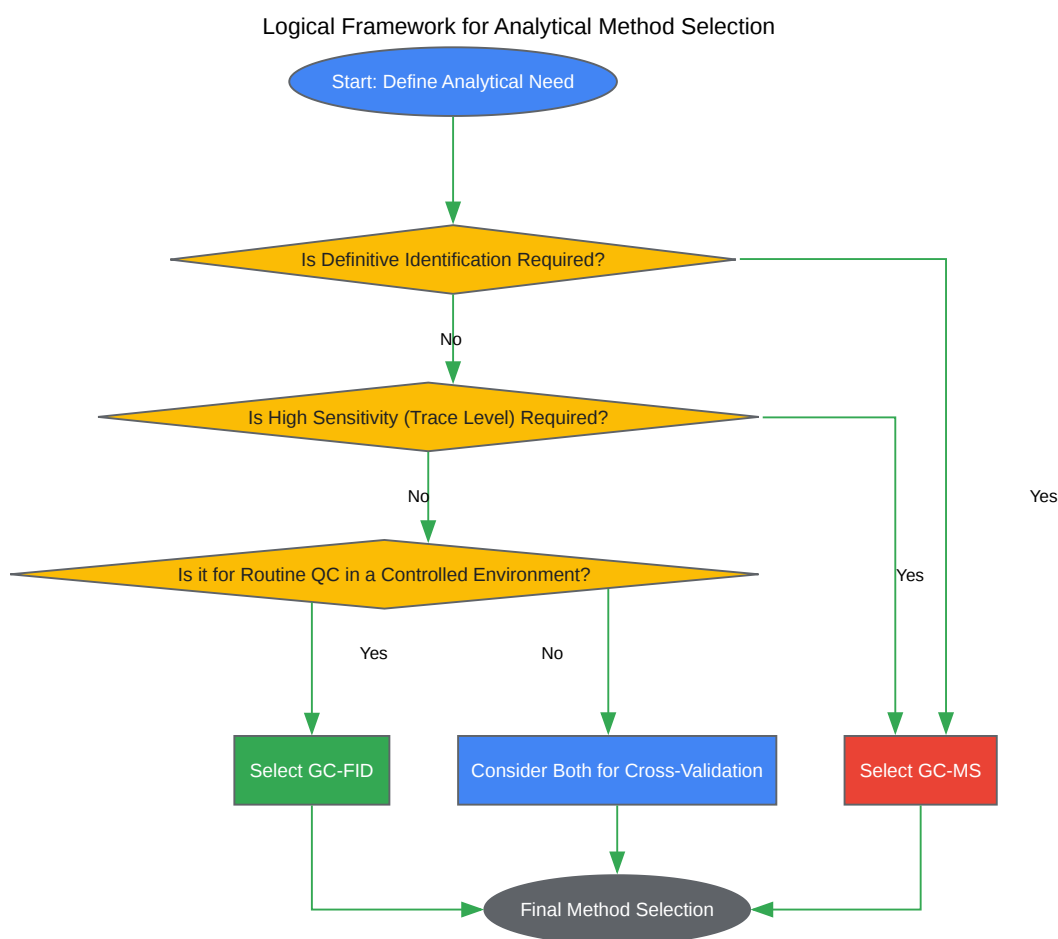 Logical Framework for Analytical Method Selection
Start: Define Analytical Need
Is Definitive Identification Required?
No
Is High Sensitivity (Trace Level) Required?
No
Yes
Is it for Routine QC in a Controlled Environment?
Yes
Yes
No
Select GC-FID
Consider Both for Cross-Validation
Select GC-MS
Final Method Selection